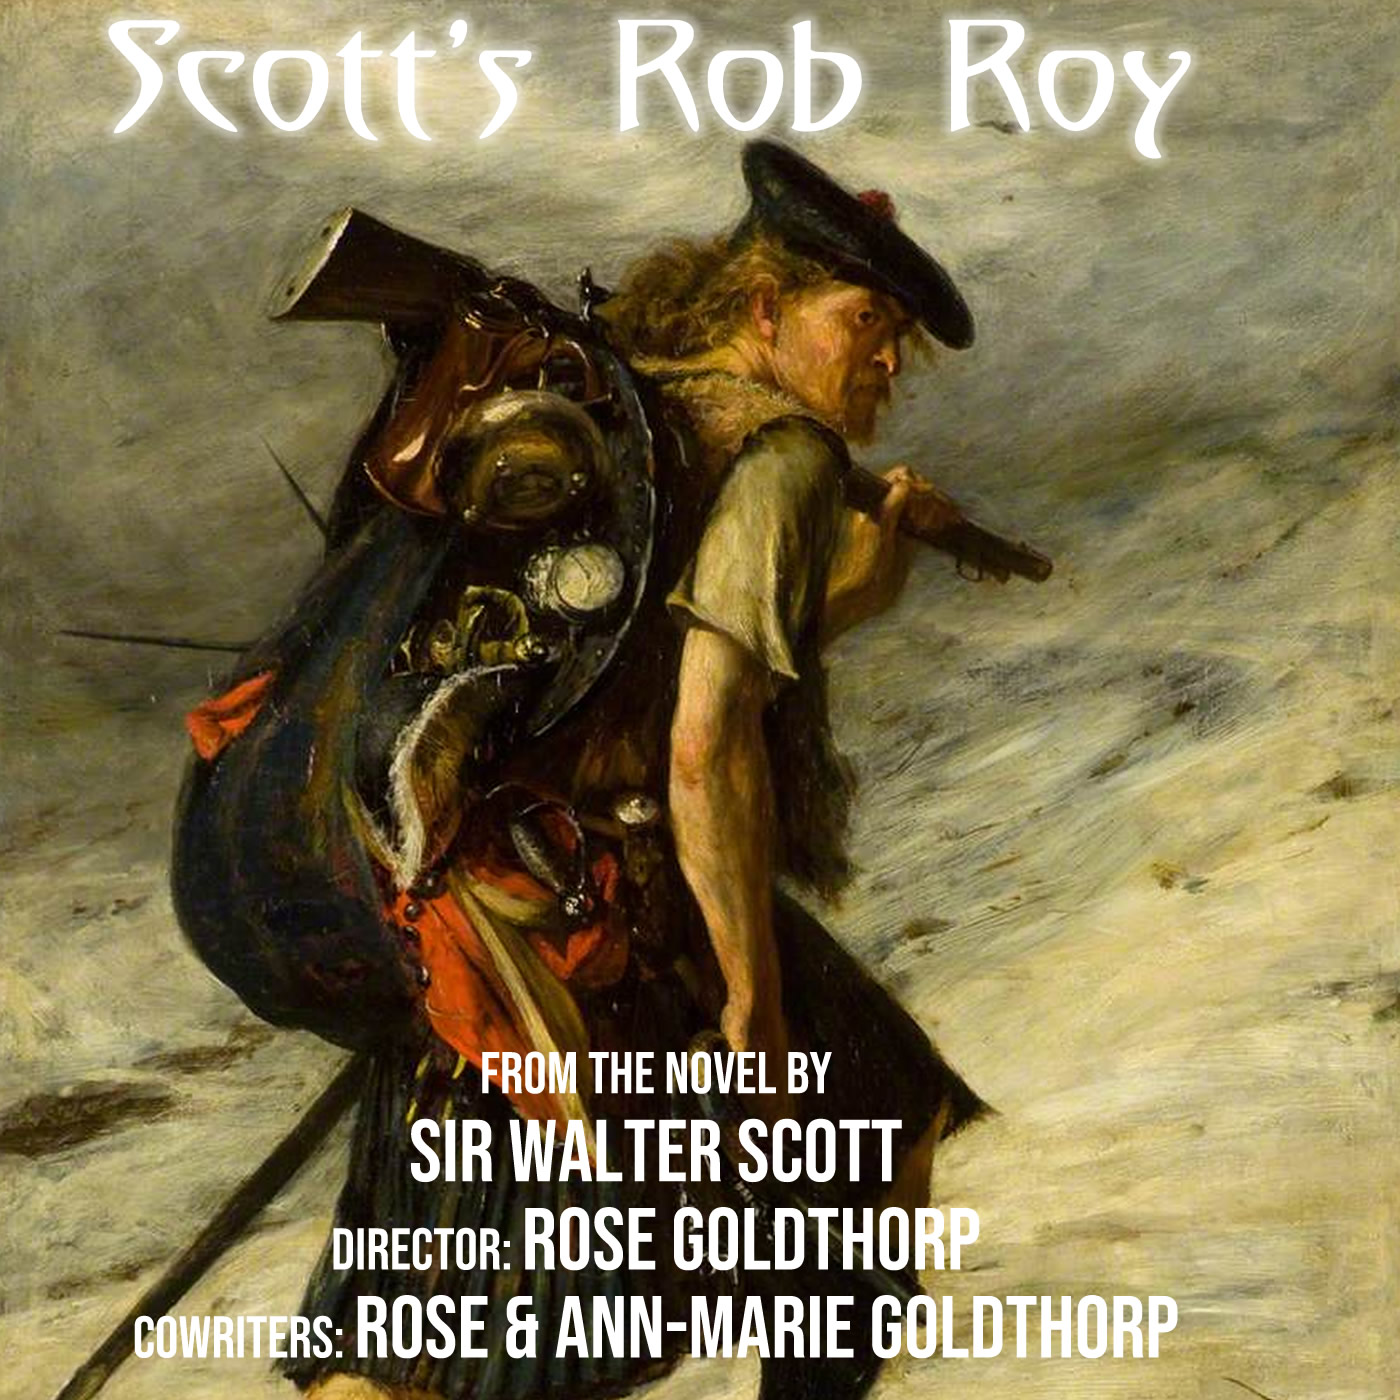 Scott's Rob Roy
FROM THE NOVEL BY
SIR WALTER SCOTT
DIRECTOR: ROSE GOLDTHORP
COWRITERS: ROSE & ANN-MARIE GOLDTHORP